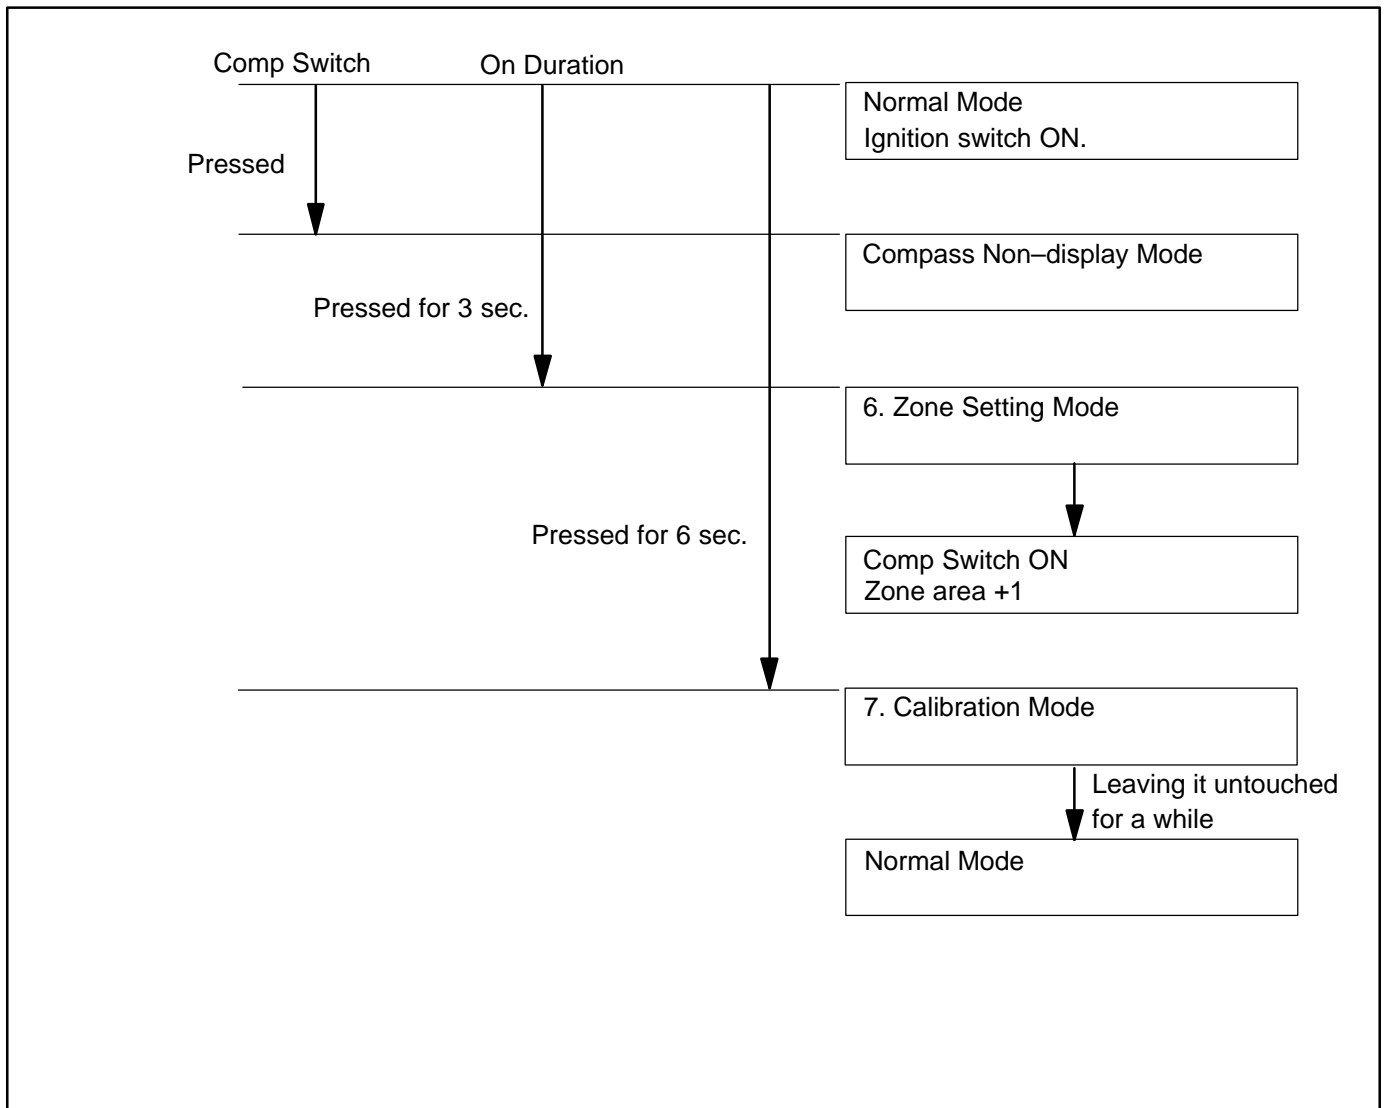 Comp Switch
On Duration
Normal Mode
Ignition switch ON.
Pressed
Compass Non–display Mode
Pressed for 3 sec.
6. Zone Setting Mode
Pressed for 6 sec.
Comp Switch ON
Zone area +1
7. Calibration Mode
Leaving it untouched
for a while
Normal Mode